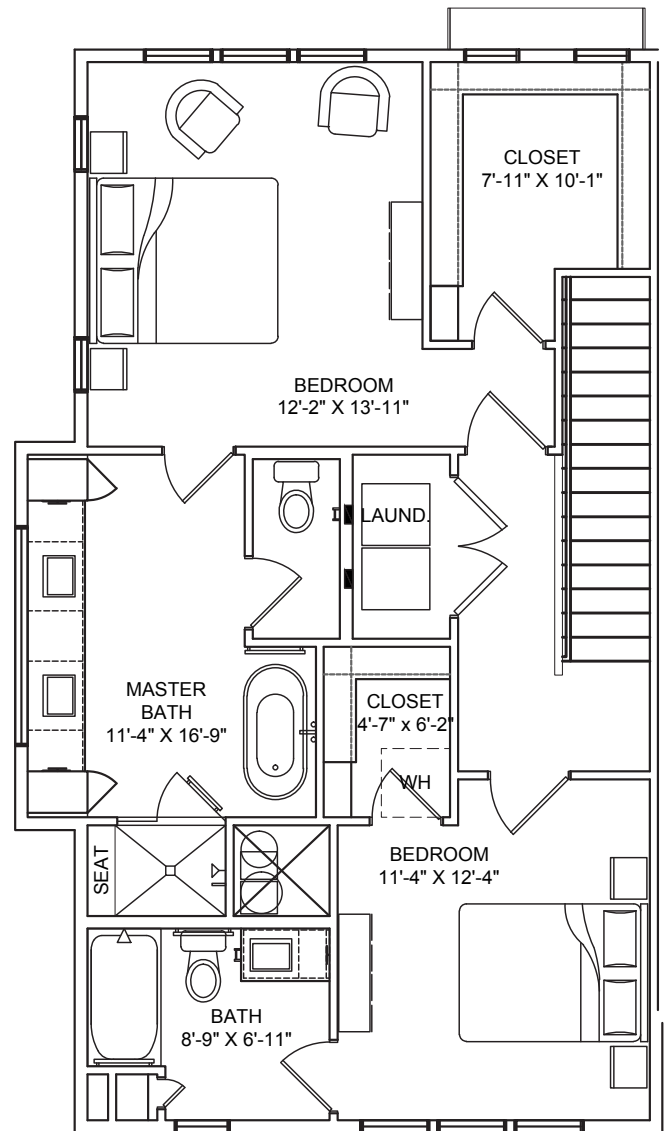 CLOSET
7'-11" X 10'-1"
BEDROOM
12'-2" X 13'-11"
LAUND.
MASTER
BATH
11'-4" X 16'-9"
CLOSET
4'-7" x 6'-2"
WH
SEAT
BEDROOM
11'-4" X 12'-4"
BATH
8'-9" X 6'-11"